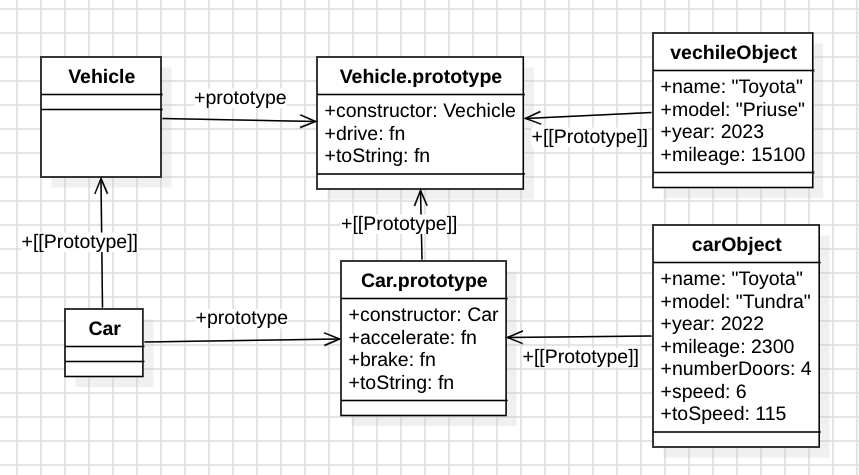 Vehicle
+prototype
Vehicle.prototype
+constructor: Vechicle
+drive: fn
+toString: fn
+[[Prototype]]
vechileObject
+name: "Toyota"
+model: "Priuse"
+year: 2023
+mileage: 15100
+[[Prototype]]
+[[Prototype]]
Car
+prototype
Car.prototype
+constructor: Car
+accelerate: fn
+brake: fn
+toString: fn
+[[Prototype]]
carObject
+name: "Toyota"
+model: "Tundra"
+year: 2022
+mileage: 2300
+numberDoors: 4
+speed: 6
+toSpeed: 115